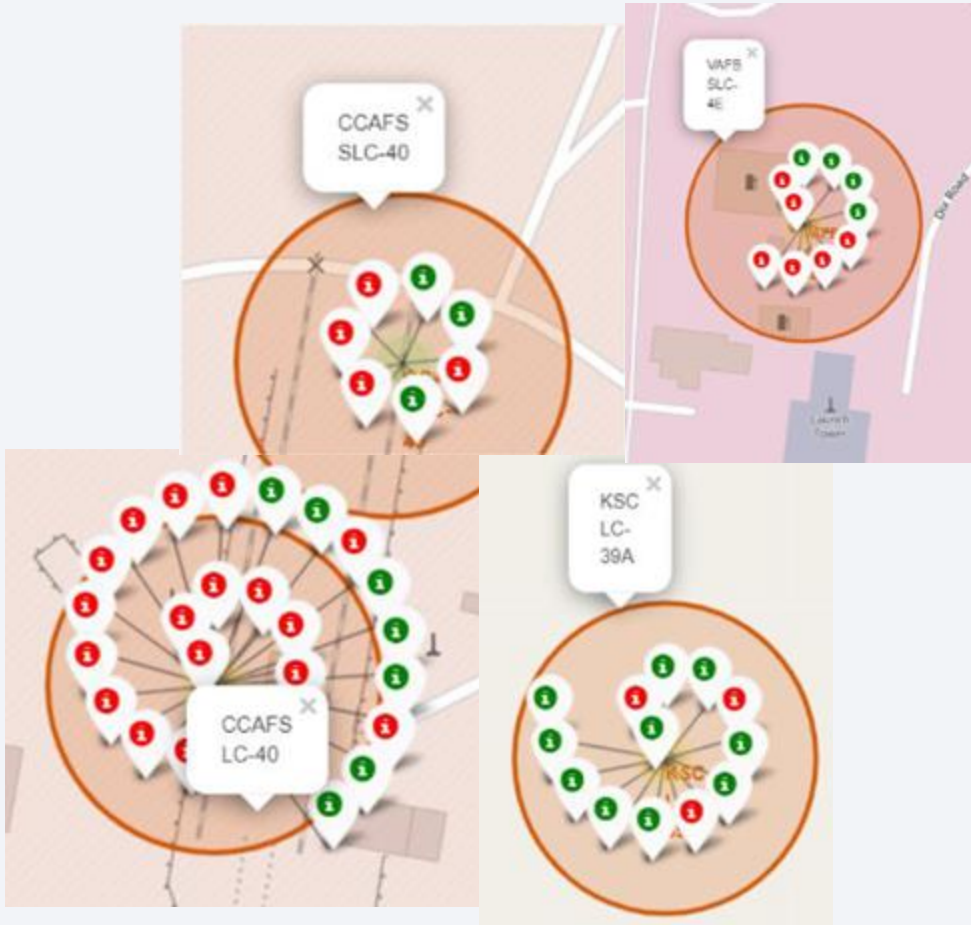 CCAFS
SLC-40
VAFB
SLC-
4E
Dix Road
Launch
Tower
CCAFS
LC-40
KSC
LC-
39A
KSC